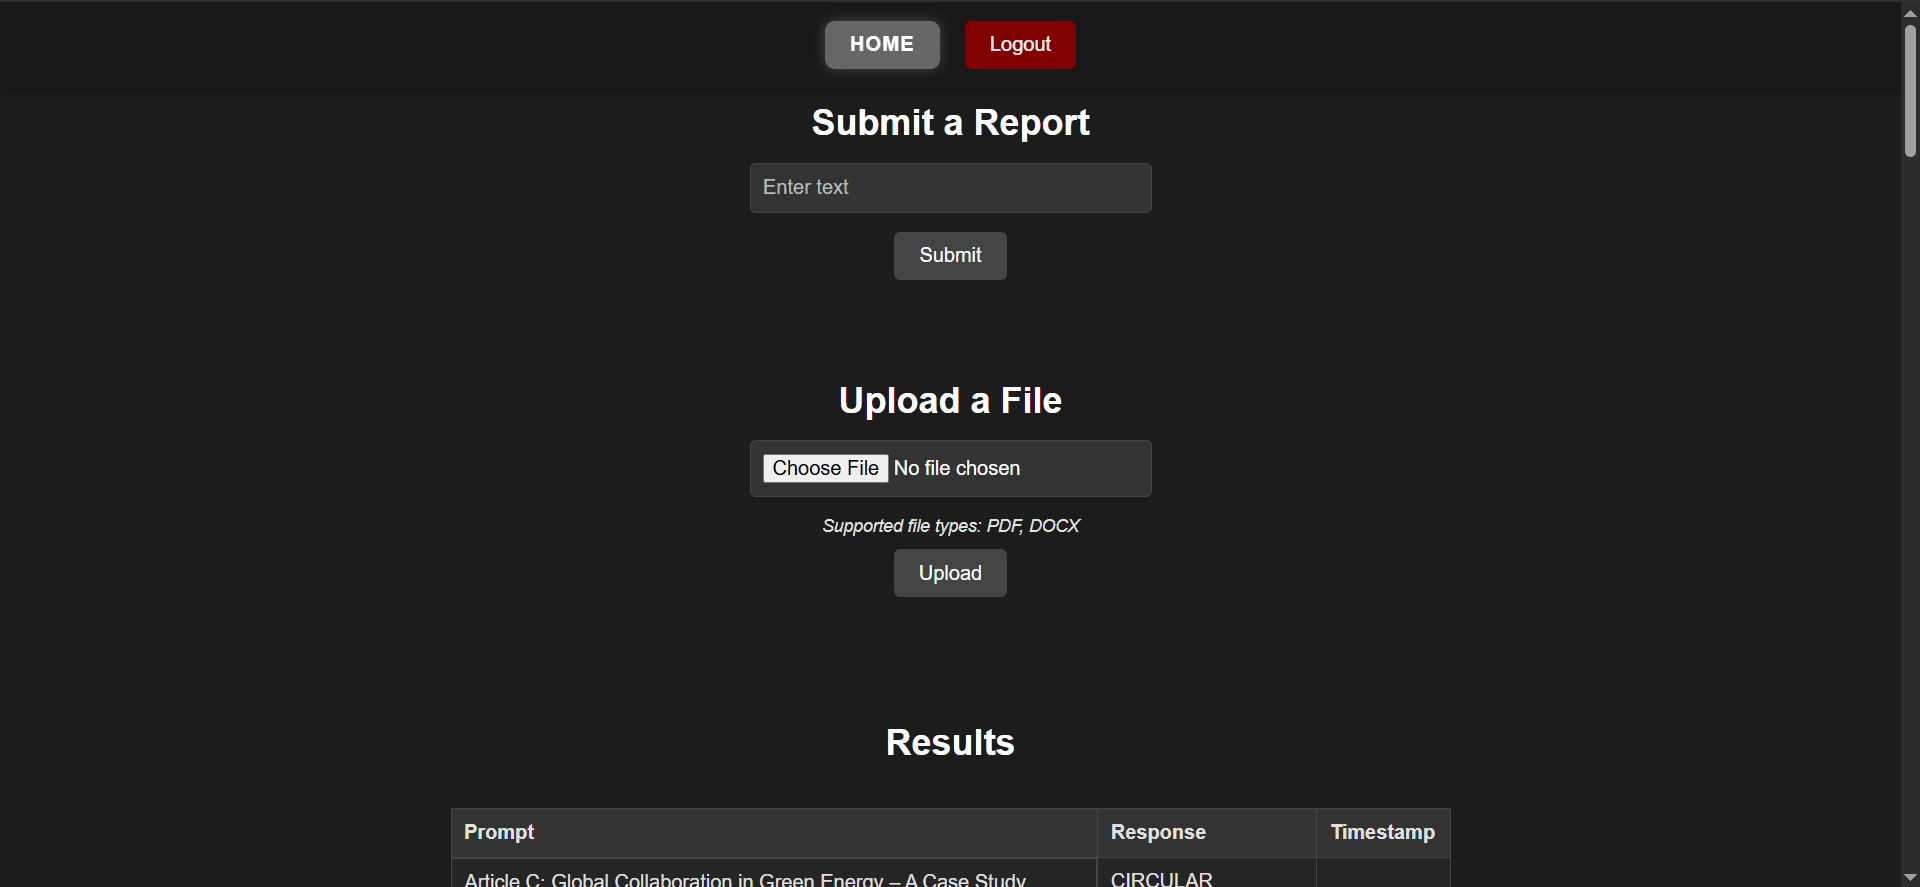 HOME Logout
Submit a Report
Enter text
Submit
Upload a File
Choose File No file chosen
Supported file types: PDF, DOCX
Upload
Results
Prompt Response Timestamp
Article C: Global Collaboration in Green Energy – A Case Study CIRCULAR